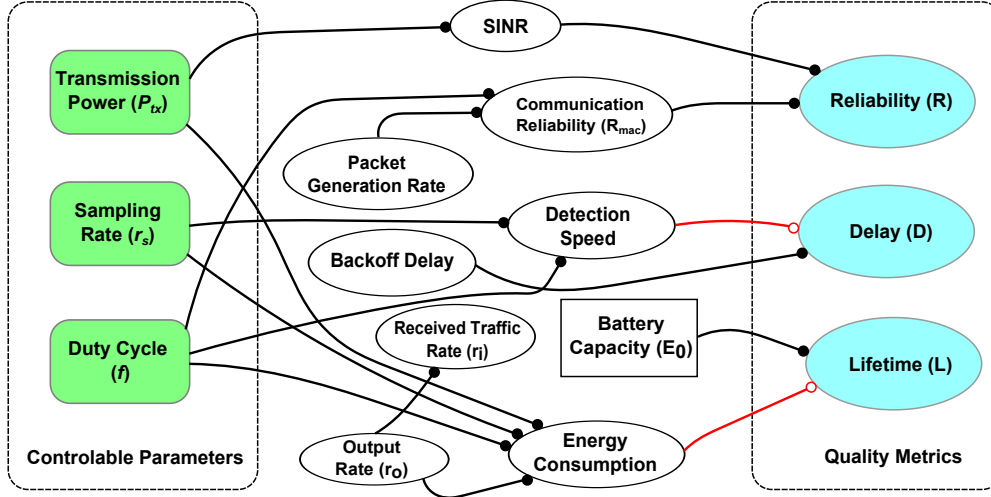 SINR
Transmission
Power (Ptx)
Communication
Reliability (Rmac)
Reliability (R)
Packet
Generation Rate
Sampling
Rate (rs)
Detection
Speed
Delay (D)
Backoff Delay
Received Traffic
Rate (ri)
Battery
Capacity (E0)
Duty Cycle
(f)
Lifetime (L)
Output
Rate (ro)
Energy
Consumption
Controlable Parameters
Quality Metrics